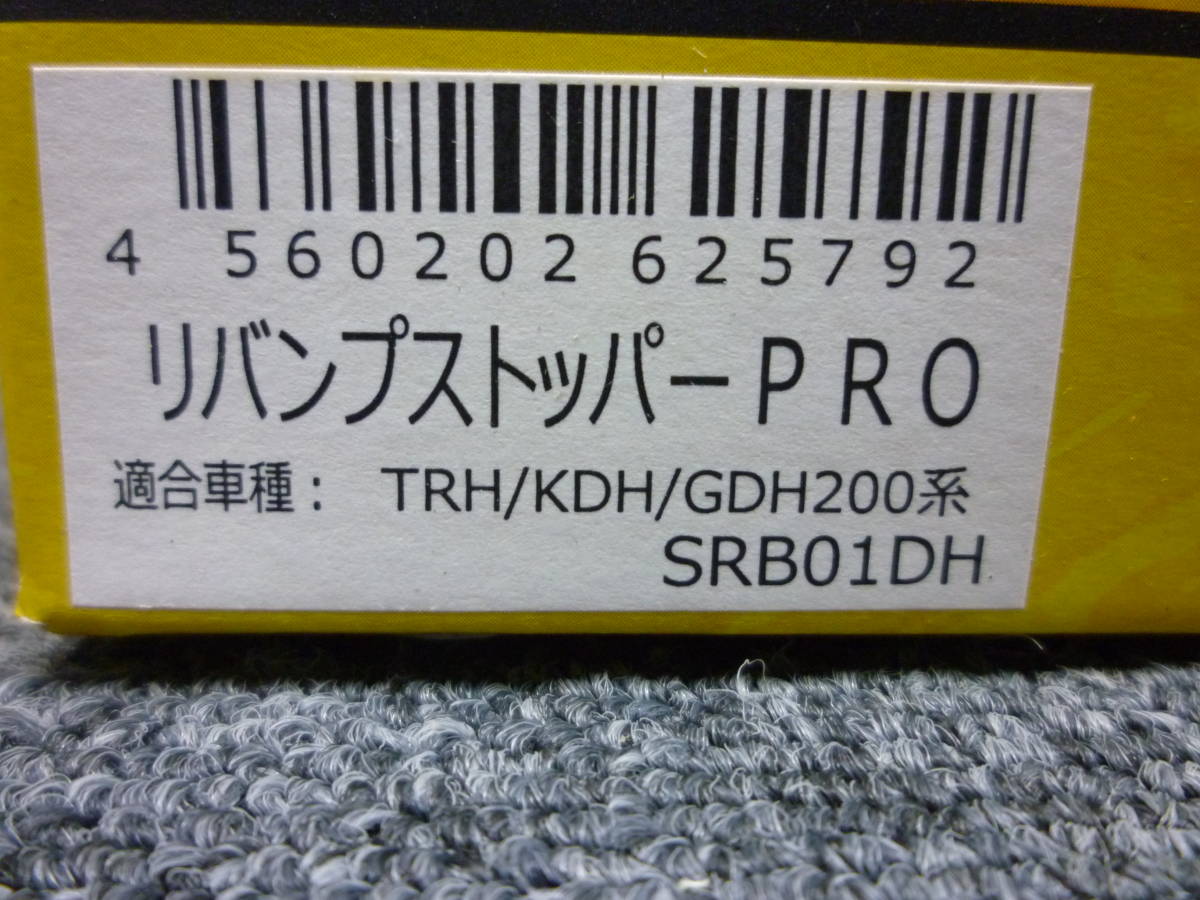 4 560202 625792
リバンプストッパーPRO
適合車種： TRH/KDH/GDH200系
SRB01DH